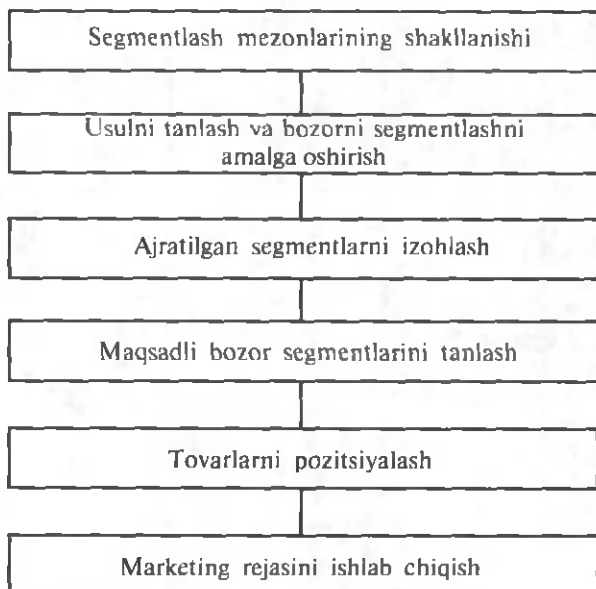 Segmentlash mezonlarining shakllanishi
Usulni tanlash va bozorni segmentlashni
amalga oshirish
Ajratilgan segmentlarni izohlash
Maqsadli bozor segmentlarini tanlash
Tovarlarni pozitsiyalash
Marketing rejasini ishlab chiqish